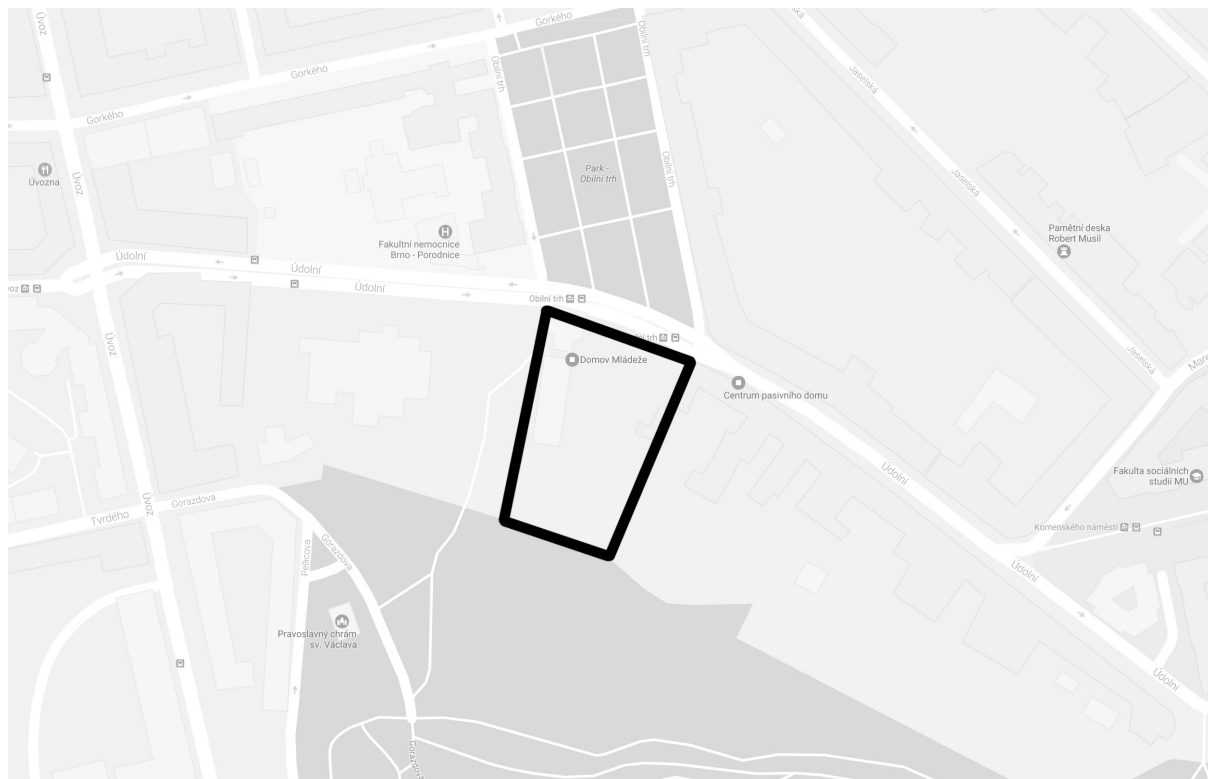 Gorkého
Obilní trh
Úvoz
Jaselská
Gorkého
Obilní trh
Gorkého
Park -
Obilní trh
Obilní trh
Úvozna
Úvoz
Jaselská
Pamětní deska
Robert Musil
Fakultní nemocnice
Brno - Porodnice
Údolní
Údolní
Údolní
Obilní trh
Úvoz
Domov Mládeže
Jaselská
Centrum pasivního domu
Údolní
Fakulta sociálních
studií MU
Úvoz
Gorazdova
Tvrdého
Komenského náměstí
Gorazdova
Pellicova
Údolní
Pravoslavný chrám
sv. Václava
Údolní
Gorazdova